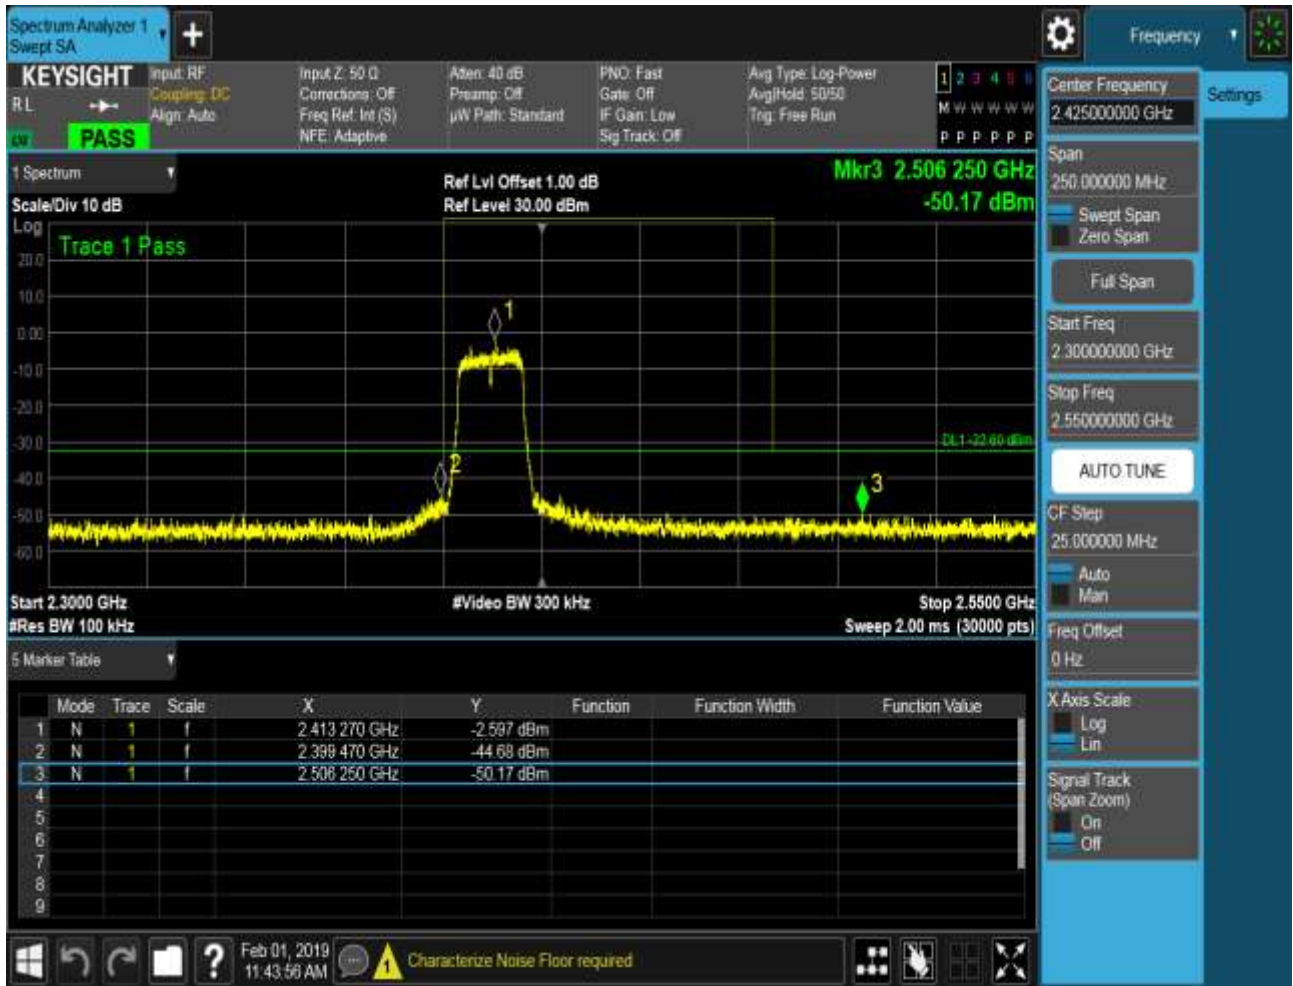 Spectrum Analyzer 1
Swept SA
+
Frequency
KEYSIGHT
R L
PASS
Input: RF
Coupling: DC
Align: Auto
Input Z: 50 Ω
Corrections: Off
Freq Ref: Int (S)
NFE: Adaptive
Atten: 40 dB
Preamp: Off
µW Path: Standard
PNO: Fast
Gate: Off
IF Gain: Low
Sig Track: Off
Avg Type: Log-Power
Avg|Hold: 50/50
Trig: Free Run
1 2 3 4 5 6
M W W W W W
P P P P P P
1 Spectrum
Scale/Div 10 dB
Ref Lvl Offset 1.00 dB
Ref Level 30.00 dBm
Mkr3 2.506 250 GHz
-50.17 dBm
Log
Trace 1 Pass
20.0
10.0
0.00
-10.0
-20.0
-30.0
-40.0
-50.0
-60.0
1
2
3
DL1 -32.60 dBm
Start 2.3000 GHz
#Video BW 300 kHz
Stop 2.5500 GHz
#Res BW 100 kHz
Sweep 2.00 ms (30000 pts)
5 Marker Table
Mode Trace Scale X Y Function Function Width Function Value
1 N 1 f 2.413 270 GHz -2.597 dBm
2 N 1 f 2.399 470 GHz -44.68 dBm
3 N 1 f 2.506 250 GHz -50.17 dBm
4
5
6
7
8
9
Center Frequency
2.425000000 GHz
Settings
Span
250.000000 MHz
Swept Span
Zero Span
Full Span
Start Freq
2.300000000 GHz
Stop Freq
2.550000000 GHz
AUTO TUNE
CF Step
25.000000 MHz
Auto
Man
Freq Offset
0 Hz
X Axis Scale
Log
Lin
Signal Track
(Span Zoom)
On
Off
?
Feb 01, 2019
11:43:56 AM
1
Characterize Noise Floor required